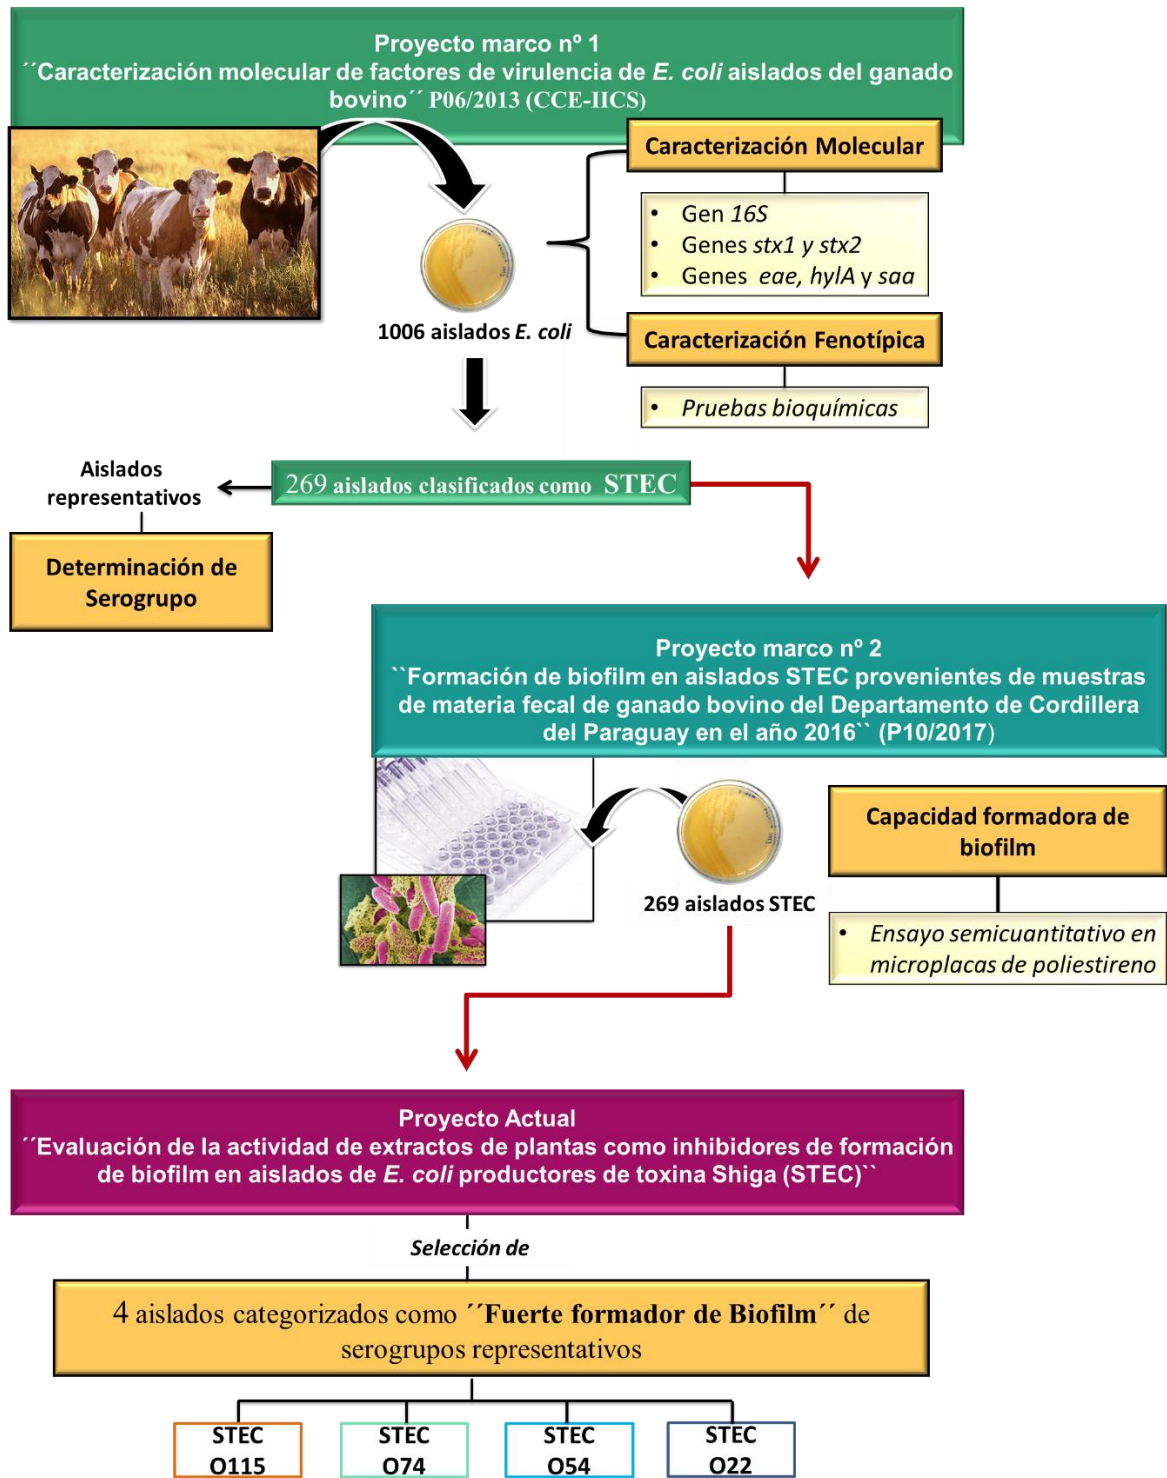 Proyecto marco nº 1
´´Caracterización molecular de factores de virulencia de E. coli aislados del ganado
bovino´´ P06/2013 (CCE-IICS)
Caracterización Molecular
• Gen 16S
• Genes stx1 y stx2
• Genes eae, hylA y saa
1006 aislados E. coli
Caracterización Fenotípica
• Pruebas bioquímicas
Aislados
representativos
269 aislados clasificados como STEC
Determinación de
Serogrupo
Proyecto marco nº 2
``Formación de biofilm en aislados STEC provenientes de muestras
de materia fecal de ganado bovino del Departamento de Cordillera
del Paraguay en el año 2016`` (P10/2017)
Capacidad formadora de
biofilm
269 aislados STEC
• Ensayo semicuantitativo en
microplacas de poliestireno
Proyecto Actual
´´Evaluación de la actividad de extractos de plantas como inhibidores de formación
de biofilm en aislados de E. coli productores de toxina Shiga (STEC)``
Selección de
4 aislados categorizados como ´´Fuerte formador de Biofilm´´ de
serogrupos representativos
STEC
O115
STEC
O74
STEC
O54
STEC
O22